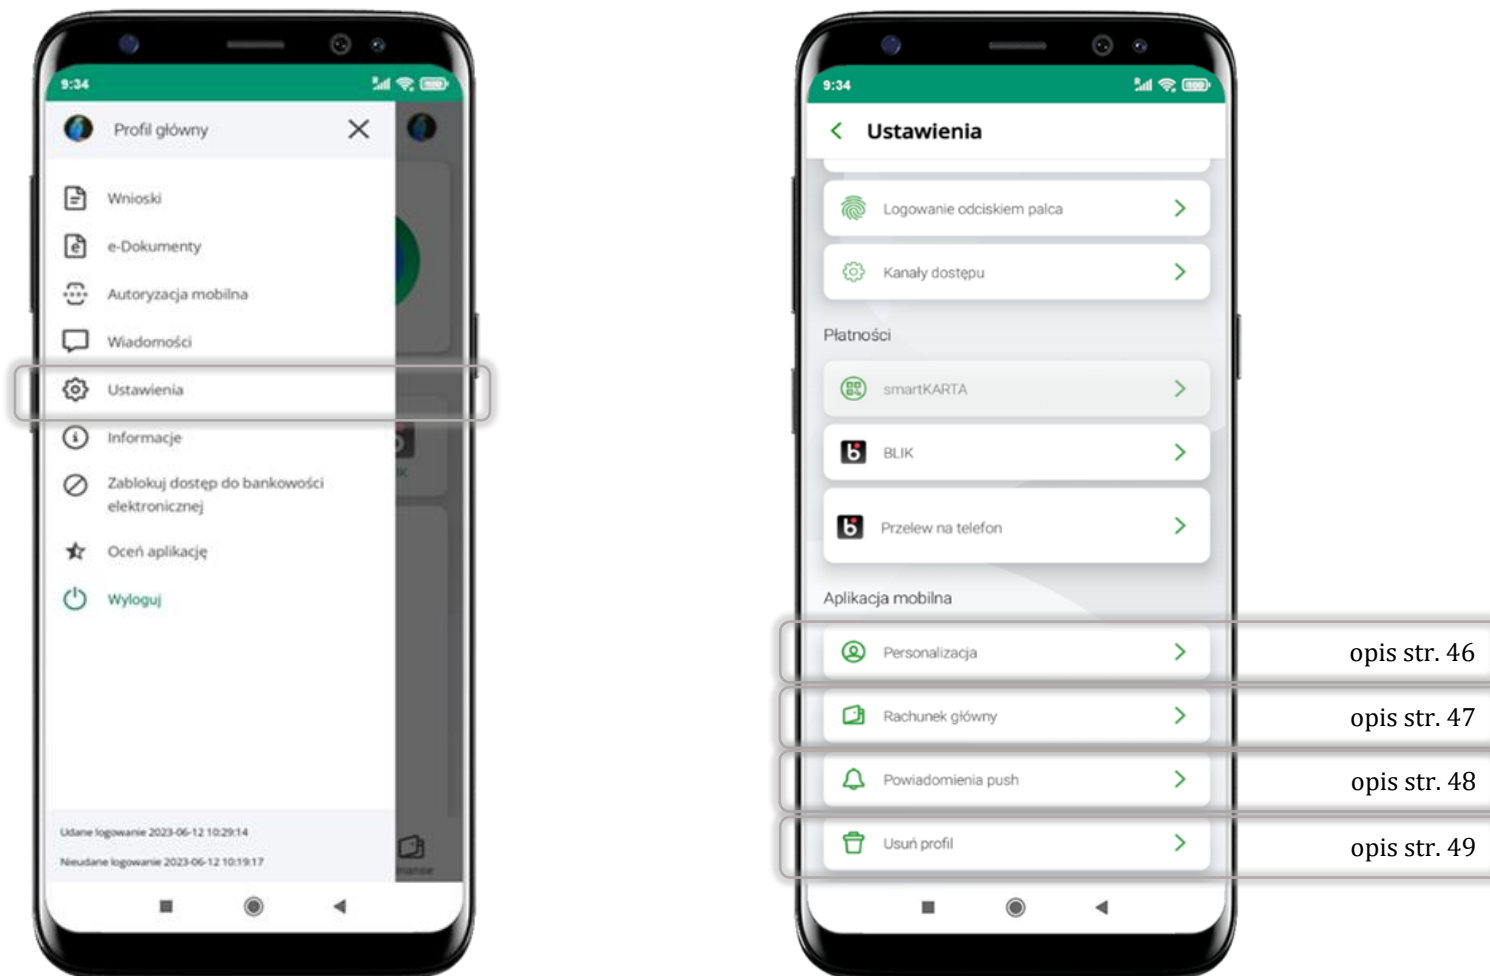 9:34
Profil główny
Wnioski
e-Dokumenty
Autoryzacja mobilna
Wiadomości
Ustawienia
Informacje
Zablokuj dostęp do bankowości
elektronicznej
Oceń aplikację
Wyloguj
Udane logowanie 2023-06-12 10:29:14
Nieudane logowanie 2023-06-12 10:19:17
9:34
Ustawienia
Logowanie odciskiem palca
Kanały dostępu
Płatności
smartKARTA
BLIK
Przelew na telefon
Aplikacja mobilna
Personalizacja
opis str. 46
Rachunek główny
opis str. 47
Powiadomienia push
opis str. 48
Usuń profil
opis str. 49